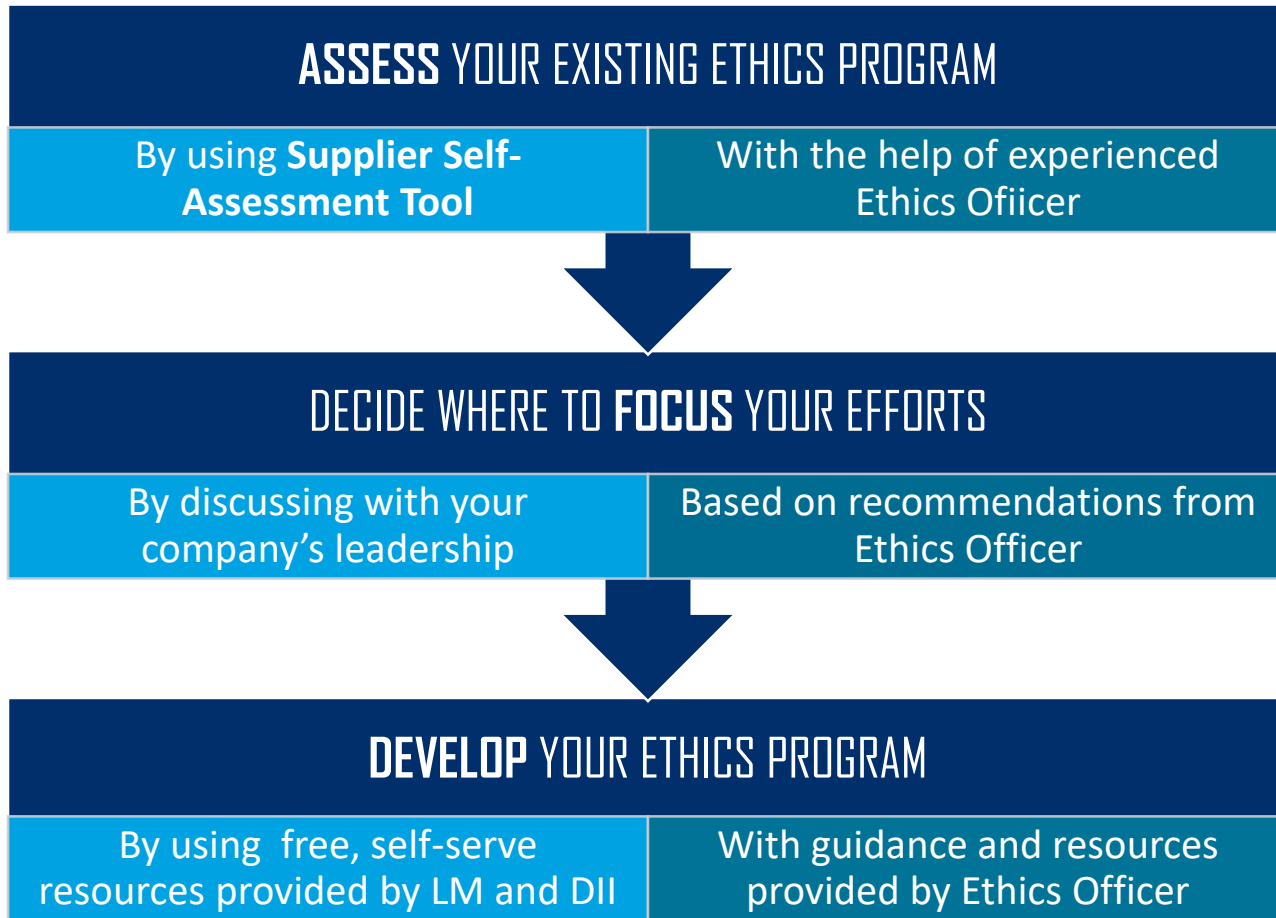 ASSESS YOUR EXISTING ETHICS PROGRAM
By using Supplier Self-
Assessment Tool
With the help of experienced
Ethics Ofiicer
DECIDE WHERE TO FOCUS YOUR EFFORTS
By discussing with your
company’s leadership
Based on recommendations from
Ethics Officer
DEVELOP YOUR ETHICS PROGRAM
By using  free, self-serve
resources provided by LM and DII
With guidance and resources
provided by Ethics Officer